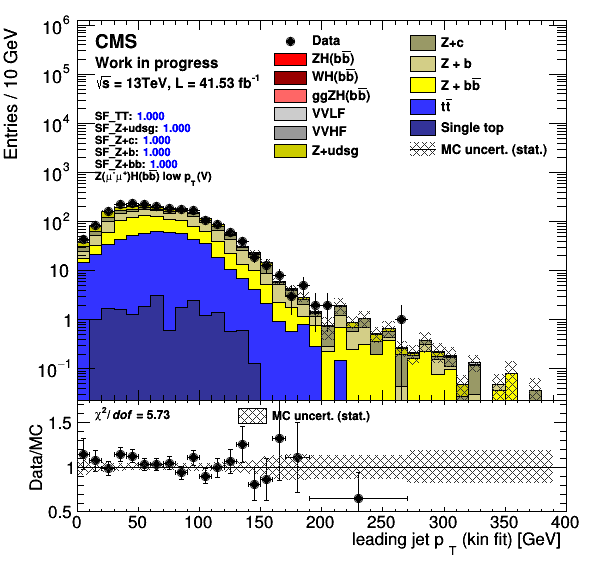 CMS
Work in progress
√s = 13TeV, L = 41.53 fb⁻¹
SF_TT: 1.000
SF_Z+udsg: 1.000
SF_Z+c: 1.000
SF_Z+b: 1.000
SF_Z+bb: 1.000
Z(μ⁻μ⁺)H(bb̅) low p_T(V)
Data
ZH(bb̅)
WH(bb̅)
ggZH(bb̅)
VVLF
VVHF
Z+udsg
Z+c
Z + b
Z + bb̅
tt̅
Single top
MC uncert. (stat.)
Entries / 10 GeV
10⁶
10⁵
10⁴
10³
10²
10
1
10⁻¹
χ²/dof = 5.73
MC uncert. (stat.)
Data/MC
1.5
1
0.5
0 50 100 150 200 250 300 350 400
leading jet p_T (kin fit) [GeV]